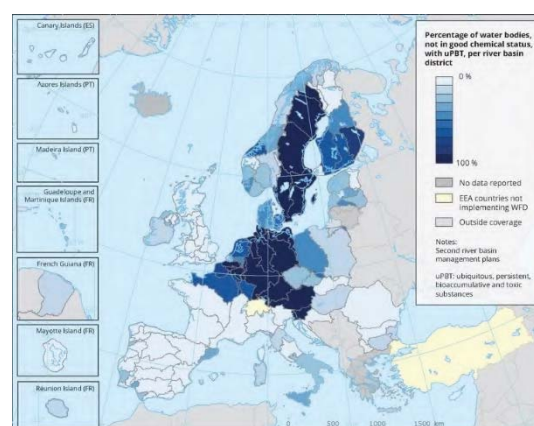 Canary Islands (ES)
Azores Islands (PT)
Madeira Island (PT)
Guadeloupe and
Martinique Islands (FR)
French Guiana (FR)
Mayotte Island (FR)
Réunion Island (FR)
Percentage of water bodies,
not in good chemical status,
with uPBT, per river basin
district
0 %
100 %
No data reported
EEA countries not
implementing WFD
Outside coverage
Notes:
Second river basin
management plans
uPBT: ubiquitous, persistent,
bioaccumulative and toxic
substances
0 500 1000 1500 km